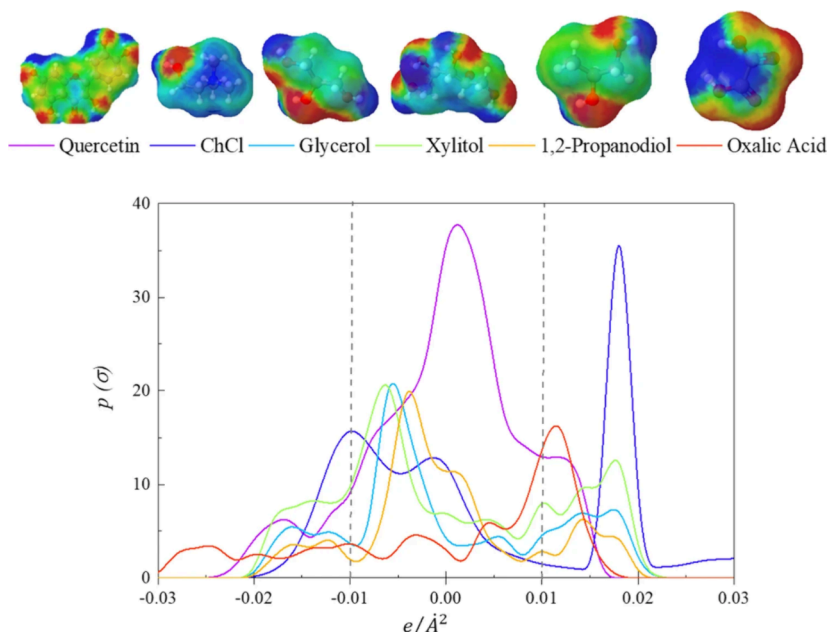 Quercetin ChCl Glycerol Xylitol 1,2-Propanodiol Oxalic Acid
40
30
20
10
0
p (σ)
-0.03 -0.02 -0.01 0.00 0.01 0.02 0.03
e/Å²